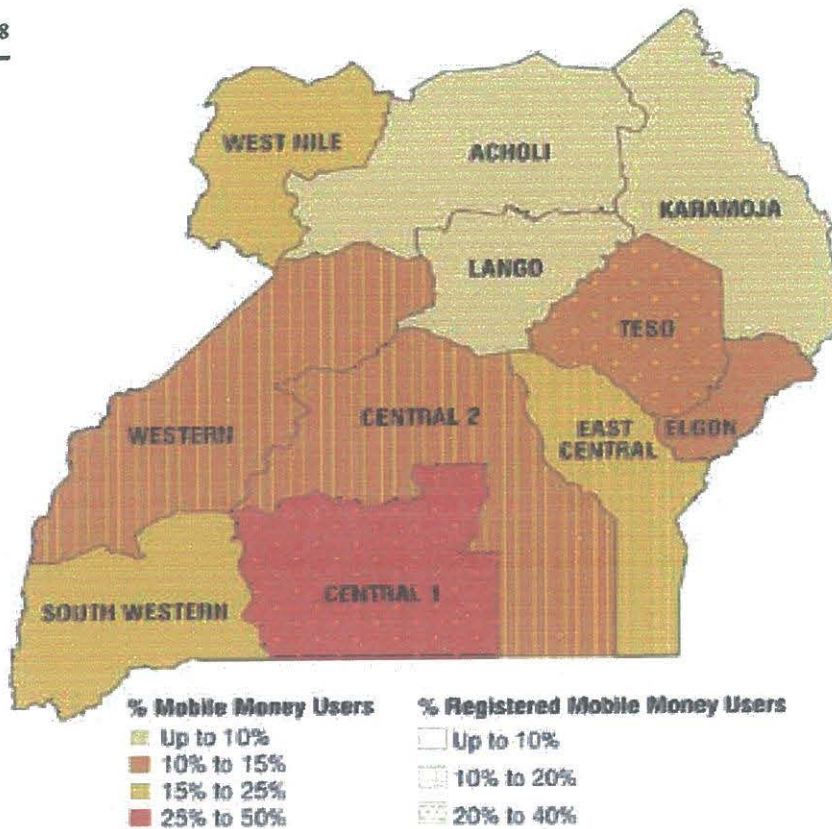 8
WEST NILE
ACHOLI
KARAMOJA
LANGO
TESO
WESTERN
CENTRAL 2
EAST
CENTRAL
ELGON
SOUTH WESTERN
CENTRAL 1
% Mobile Money Users
Up to 10%
10% to 15%
15% to 25%
25% to 50%
% Registered Mobile Money Users
Up to 10%
10% to 20%
20% to 40%